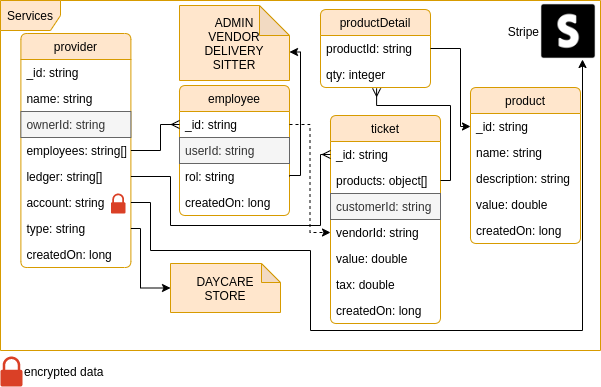 Services
provider
_id: string
name: string
ownerId: string
employees: string[]
ledger: string[]
account: string
type: string
createdOn: long
ADMIN
VENDOR
DELIVERY
SITTER
employee
_id: string
userId: string
rol: string
createdOn: long
DAYCARE
STORE
productDetail
productId: string
qty: integer
ticket
_id: string
products: object[]
customerId: string
vendorId: string
value: double
tax: double
createdOn: long
Stripe
S
product
_id: string
name: string
description: string
value: double
createdOn: long
encrypted data